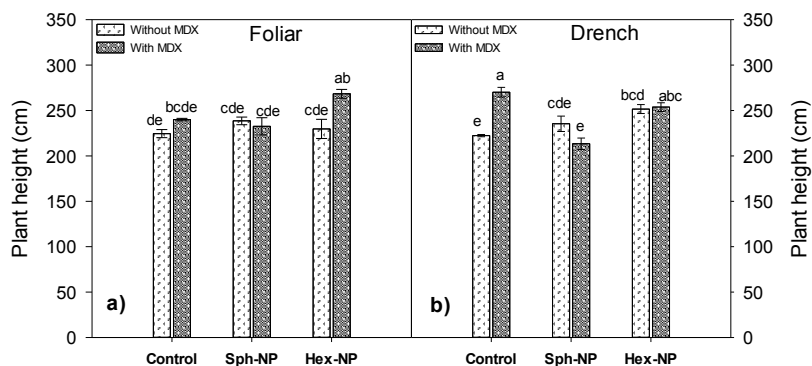 350
300
250
200
150
100
50
0
Plant height (cm)
Without MDX
With MDX
Foliar
de
bcde
cde
cde
cde
ab
a)
Control
Sph-NP
Hex-NP
Without MDX
With MDX
Drench
e
a
cde
e
bcd
abc
b)
Control
Sph-NP
Hex-NP
350
300
250
200
150
100
50
0
Plant height (cm)